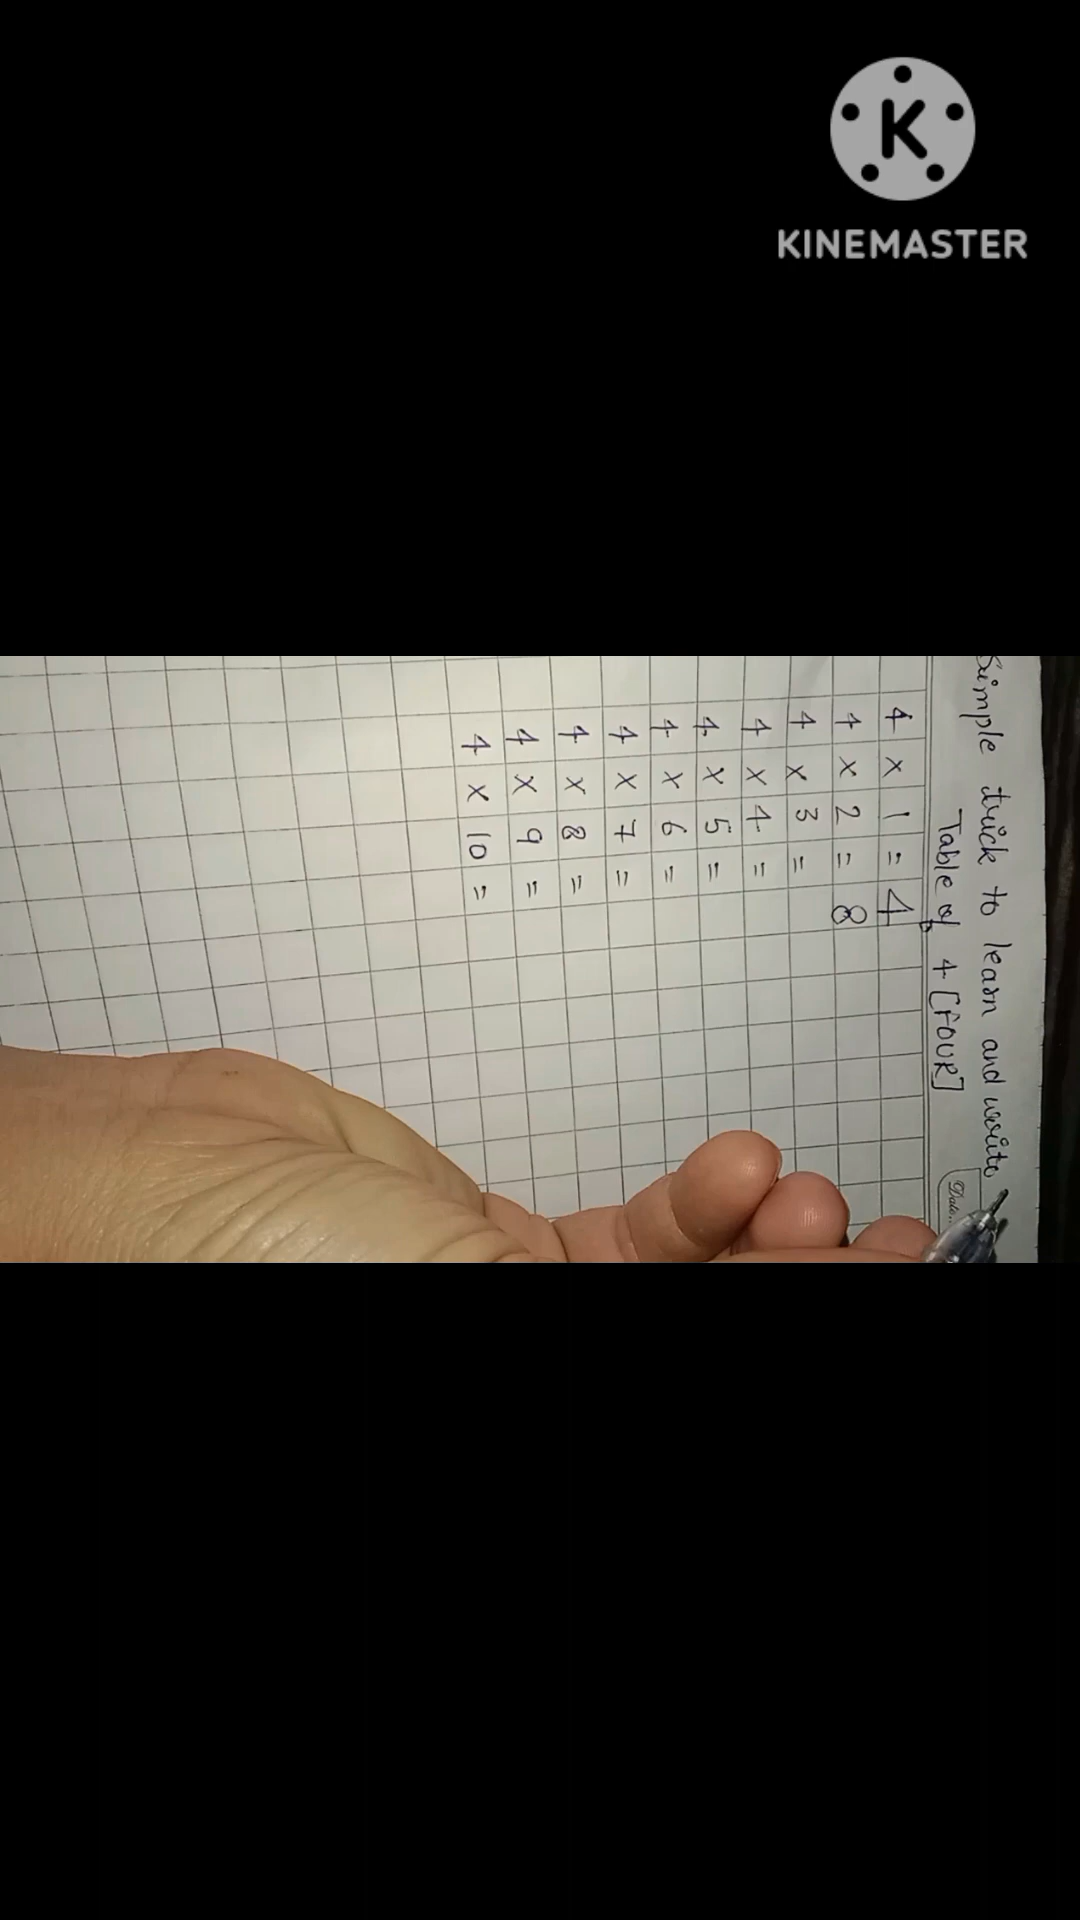 K
KINEMASTER
Simple trick to learn and write
Table of 4 [FOUR]
Date..
4 x 1 = 4
4 x 2 = 8
4 x 3 =
4 x 4 =
4 x 5 =
4 x 6 =
4 x 7 =
4 x 8 =
4 x 9 =
4 x 10 =